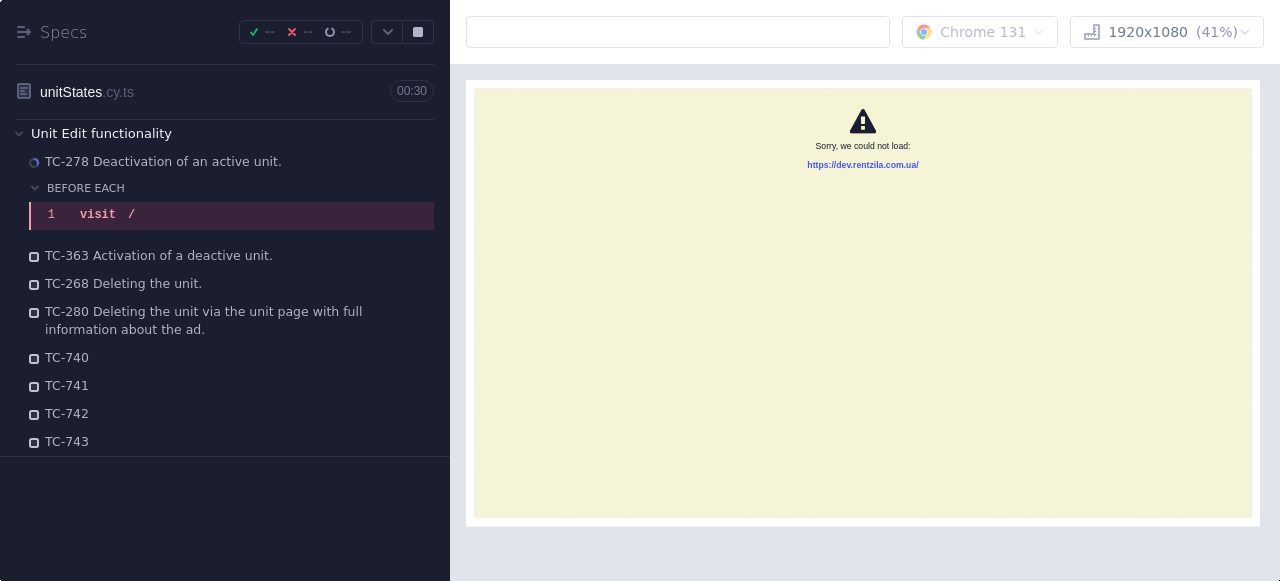 Specs
--
--
--
unitStates.cy.ts
00:30
Unit Edit functionality
TC-278 Deactivation of an active unit.
BEFORE EACH
1 visit /
TC-363 Activation of a deactive unit.
TC-268 Deleting the unit.
TC-280 Deleting the unit via the unit page with full
information about the ad.
TC-740
TC-741
TC-742
TC-743
Chrome 131
1920x1080 (41%)
Sorry, we could not load:
https://dev.rentzila.com.ua/